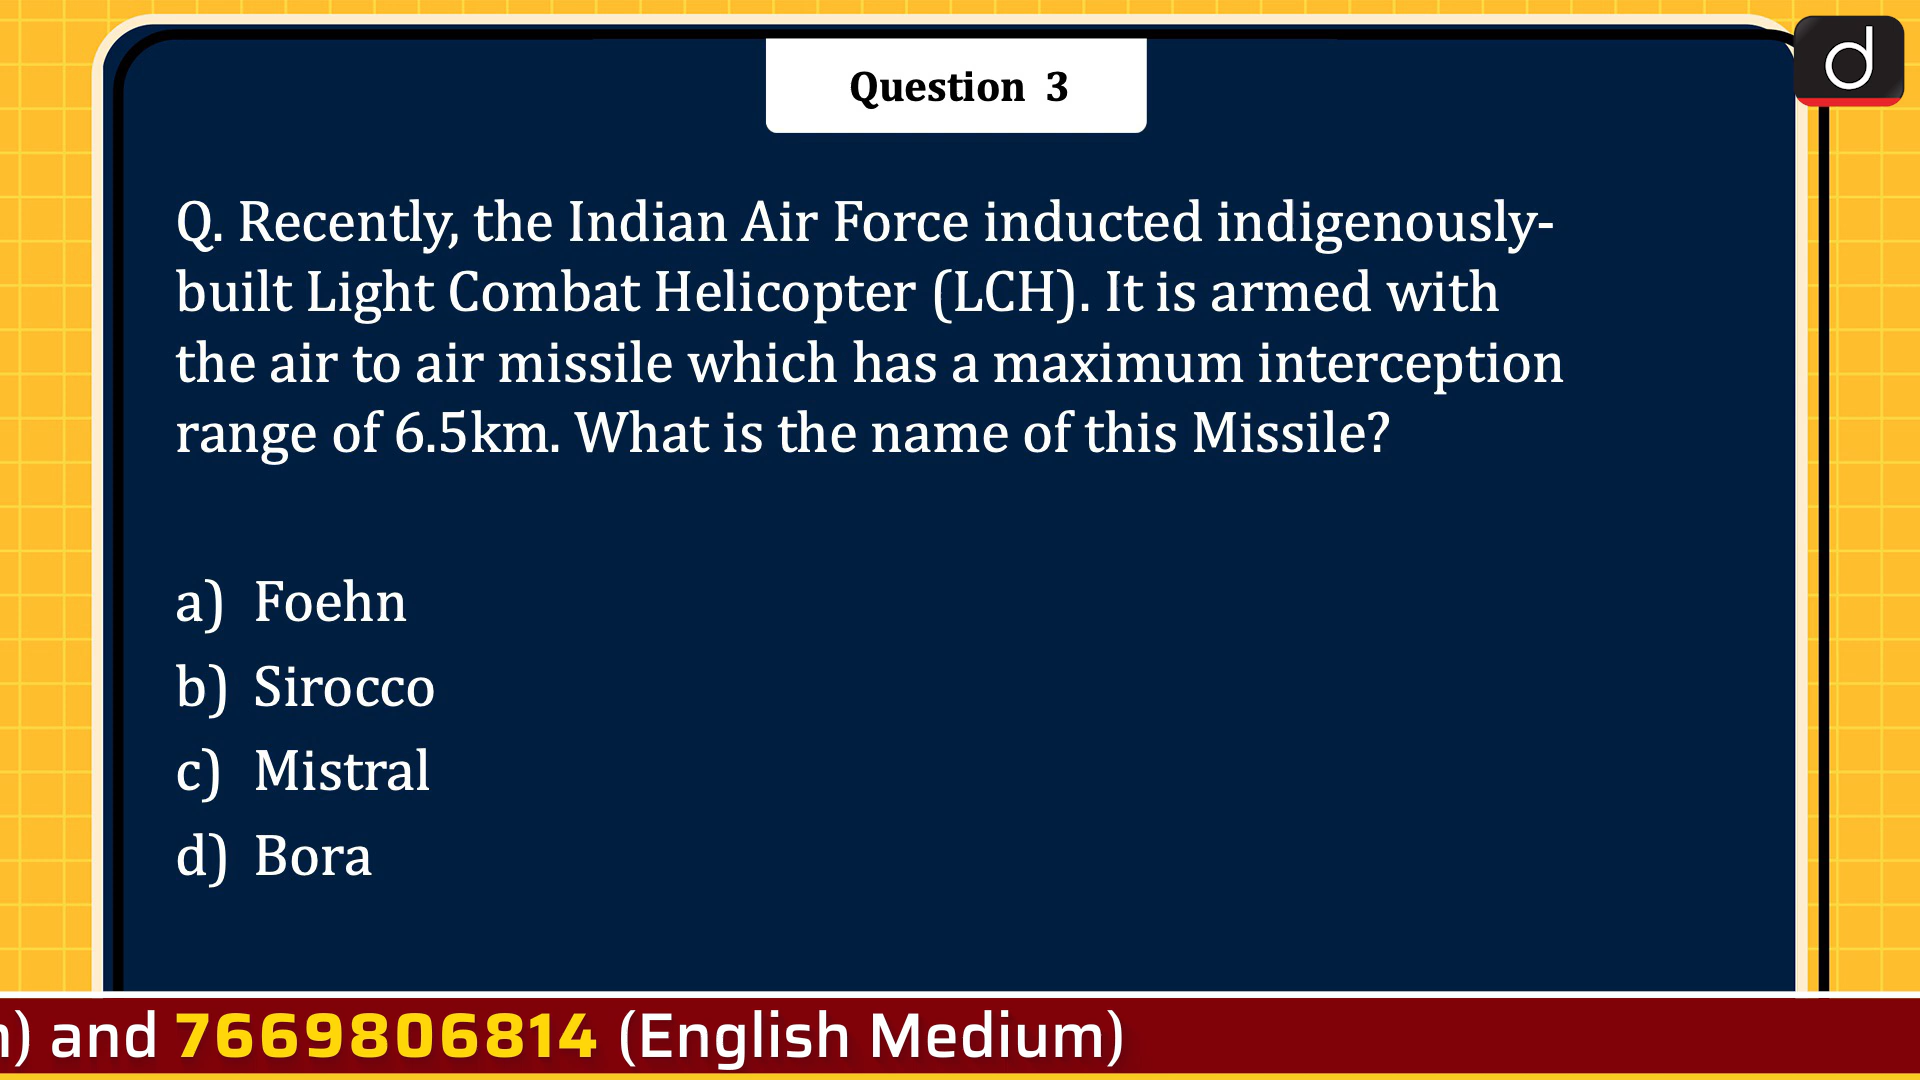 d
Question 3
Q. Recently, the Indian Air Force inducted indigenously-
built Light Combat Helicopter (LCH). It is armed with
the air to air missile which has a maximum interception
range of 6.5km. What is the name of this Missile?
a) Foehn
b) Sirocco
c) Mistral
d) Bora
) and 7669806814 (English Medium)